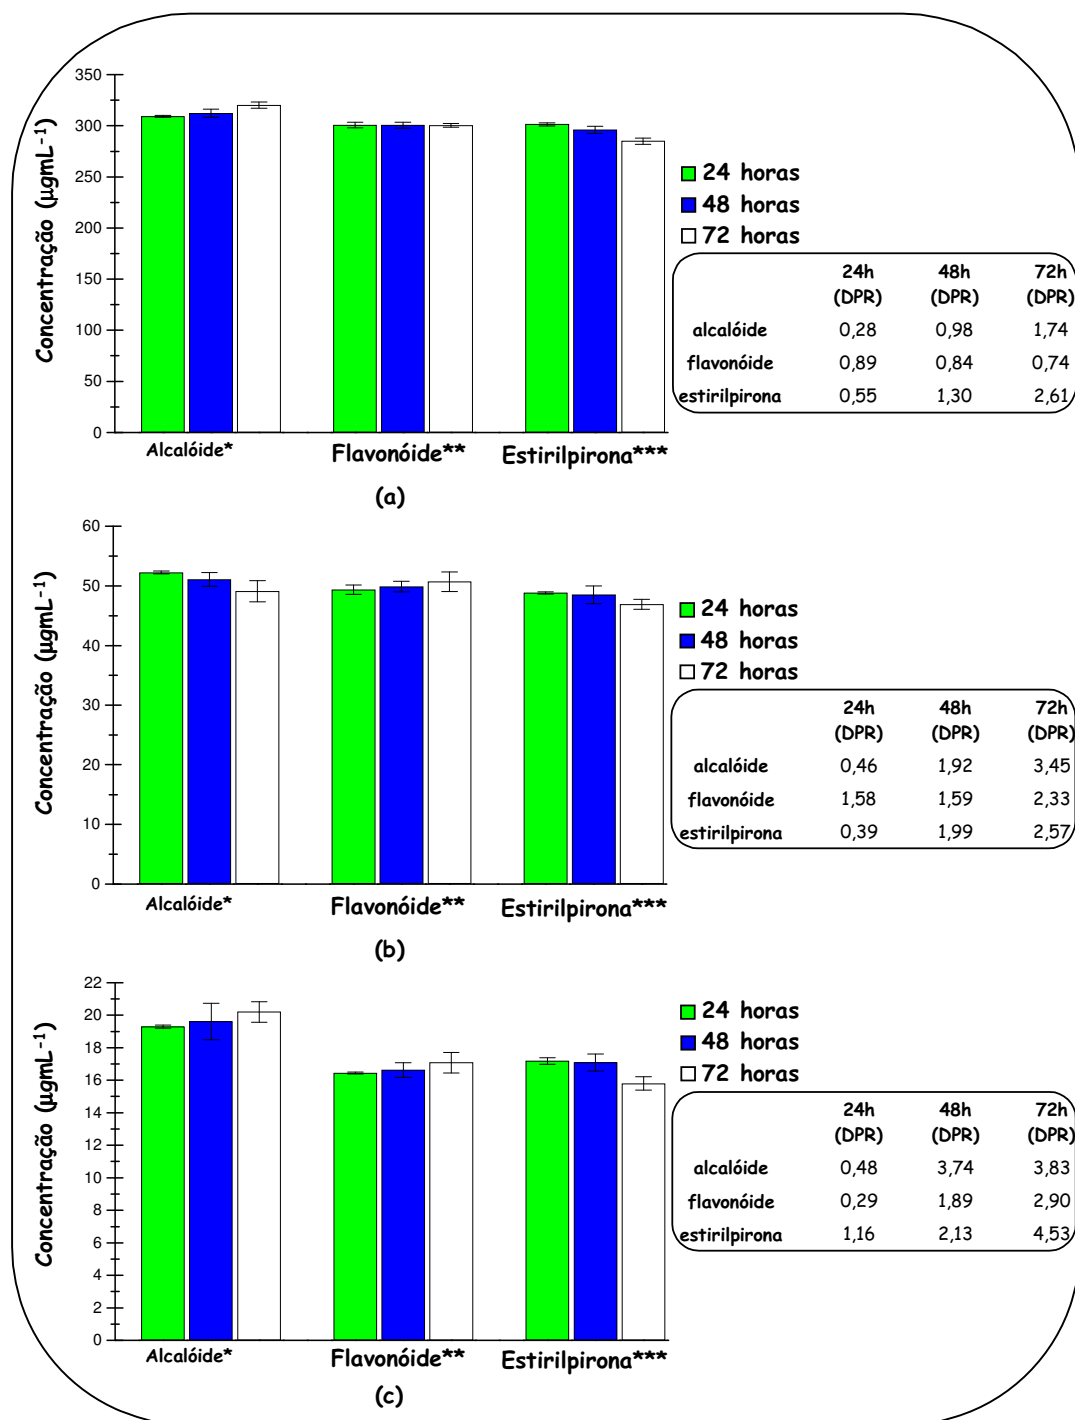 350
300
250
200
150
100
50
0
Concentração (µgmL⁻¹)
Alcalóide*
Flavonóide**
Estirilpirona***
24 horas
48 horas
72 horas
24h 48h 72h
(DPR) (DPR) (DPR)
alcalóide 0,28 0,98 1,74
flavonóide 0,89 0,84 0,74
estirilpirona 0,55 1,30 2,61
(a)
60
50
40
30
20
10
0
Concentração (µgmL⁻¹)
Alcalóide*
Flavonóide**
Estirilpirona***
24 horas
48 horas
72 horas
24h 48h 72h
(DPR) (DPR) (DPR)
alcalóide 0,46 1,92 3,45
flavonóide 1,58 1,59 2,33
estirilpirona 0,39 1,99 2,57
(b)
22
20
18
16
14
12
10
8
6
4
2
0
Concentração (µgmL⁻¹)
Alcalóide*
Flavonóide**
Estirilpirona***
24 horas
48 horas
72 horas
24h 48h 72h
(DPR) (DPR) (DPR)
alcalóide 0,48 3,74 3,83
flavonóide 0,29 1,89 2,90
estirilpirona 1,16 2,13 4,53
(c)